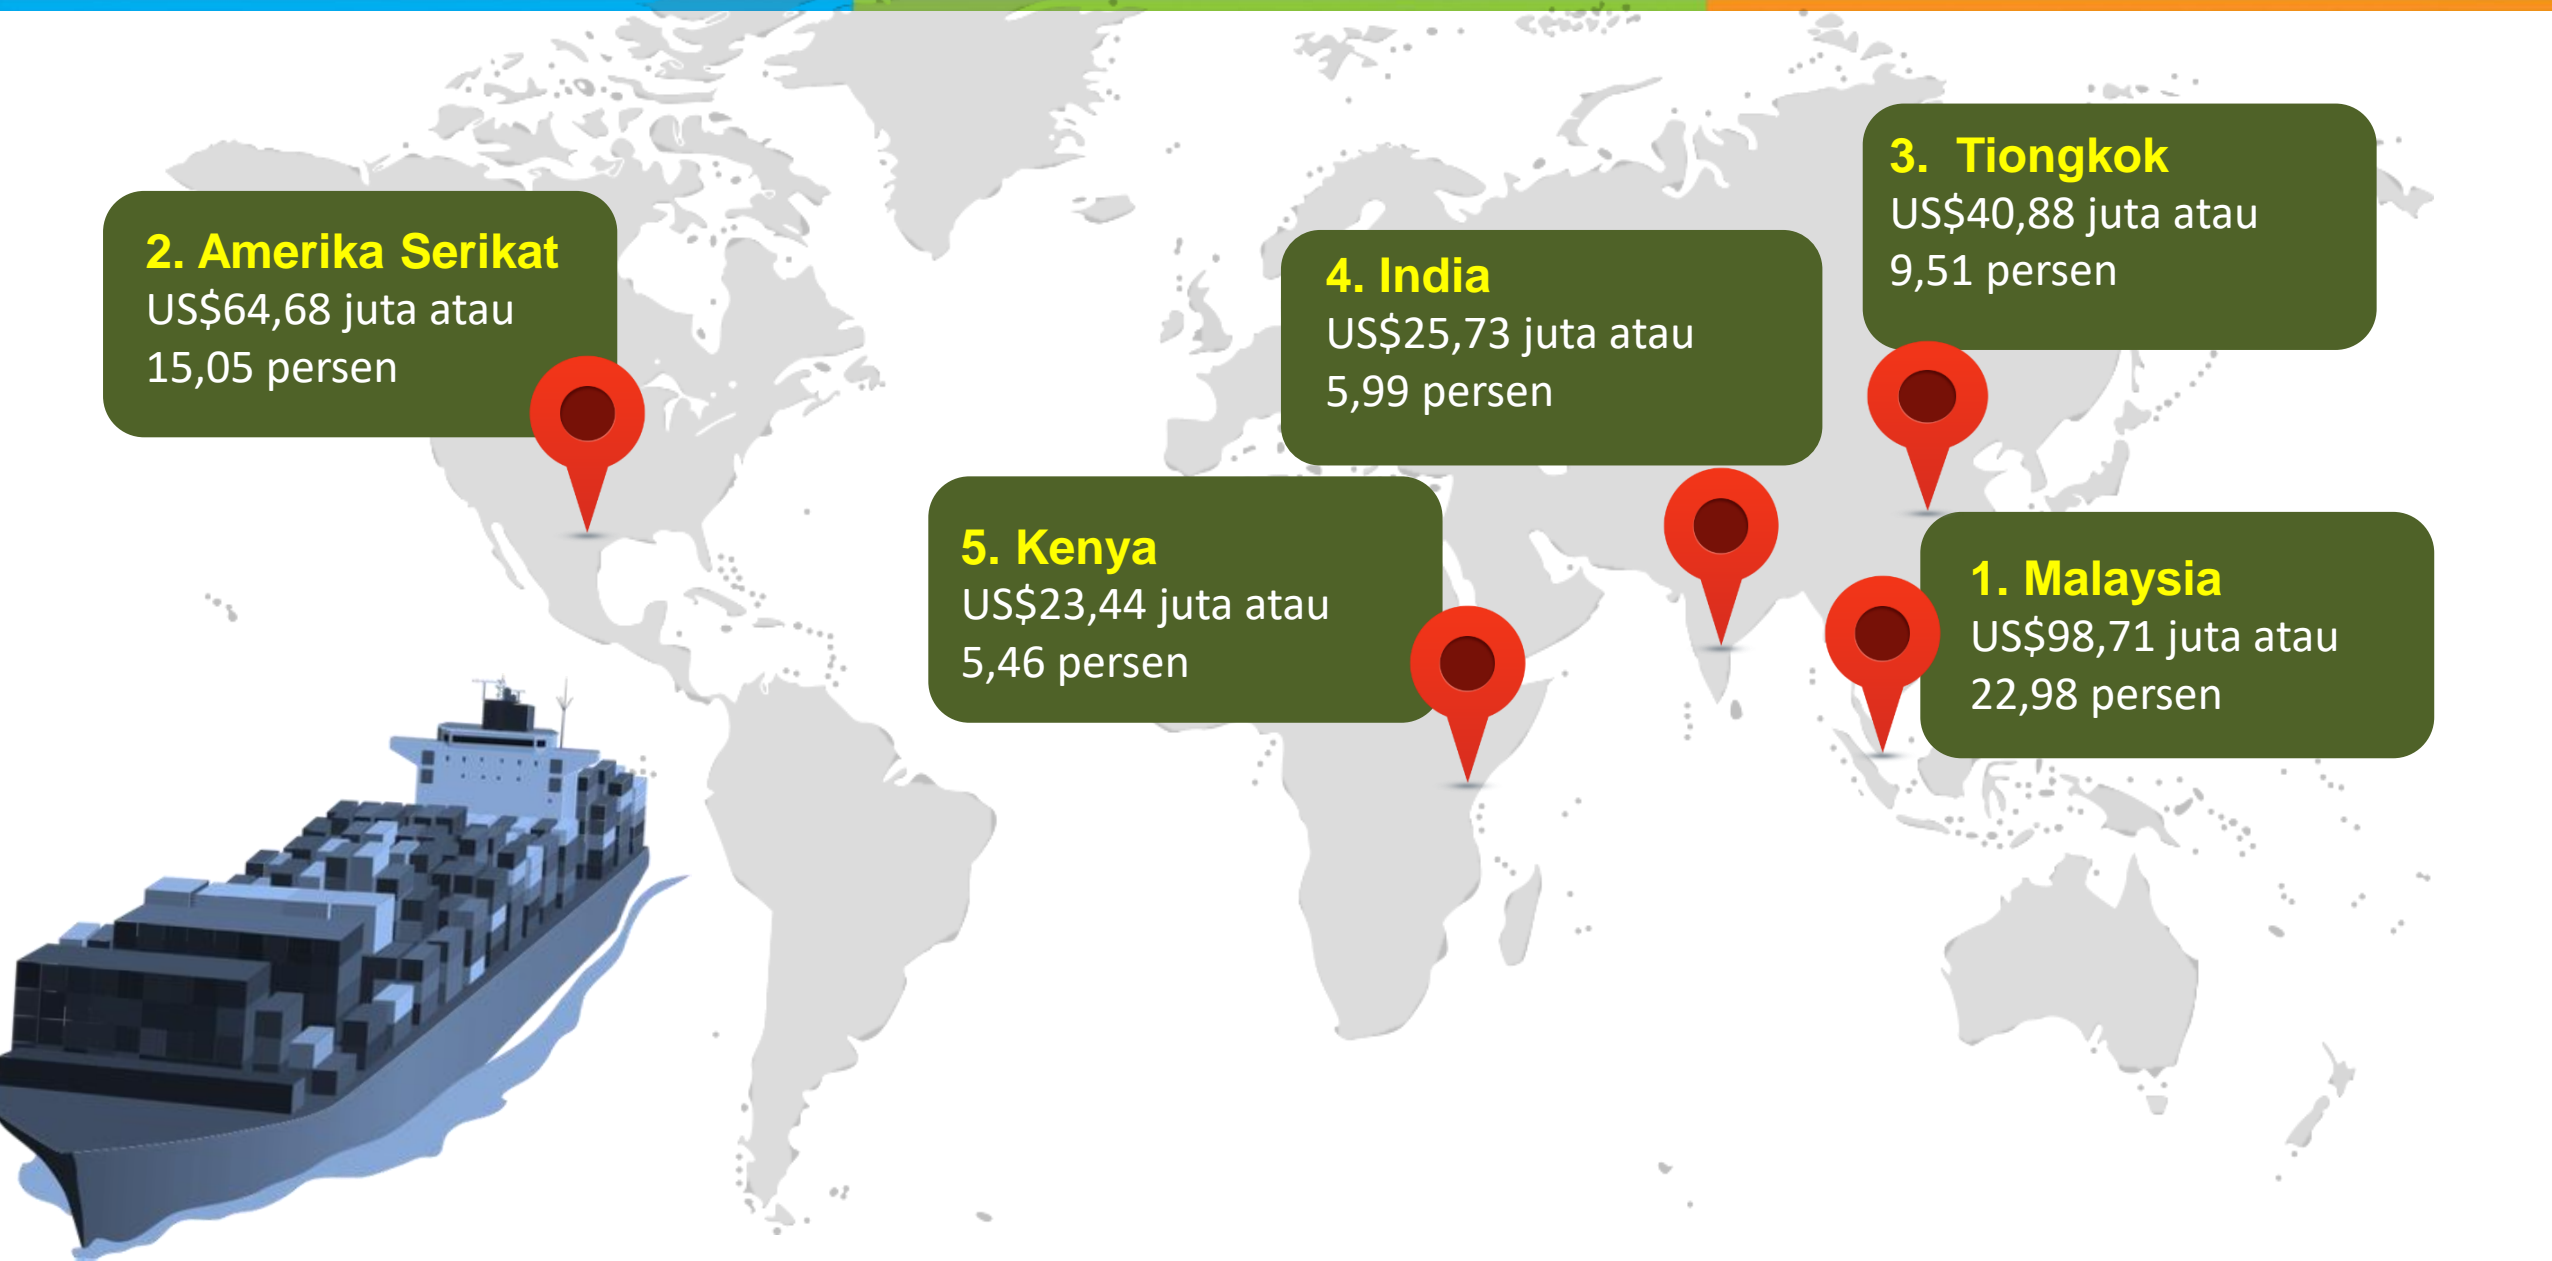 2. Amerika Serikat
US$64,68 juta atau
15,05 persen
3. Tiongkok
US$40,88 juta atau
9,51 persen
4. India
US$25,73 juta atau
5,99 persen
5. Kenya
US$23,44 juta atau
5,46 persen
1. Malaysia
US$98,71 juta atau
22,98 persen